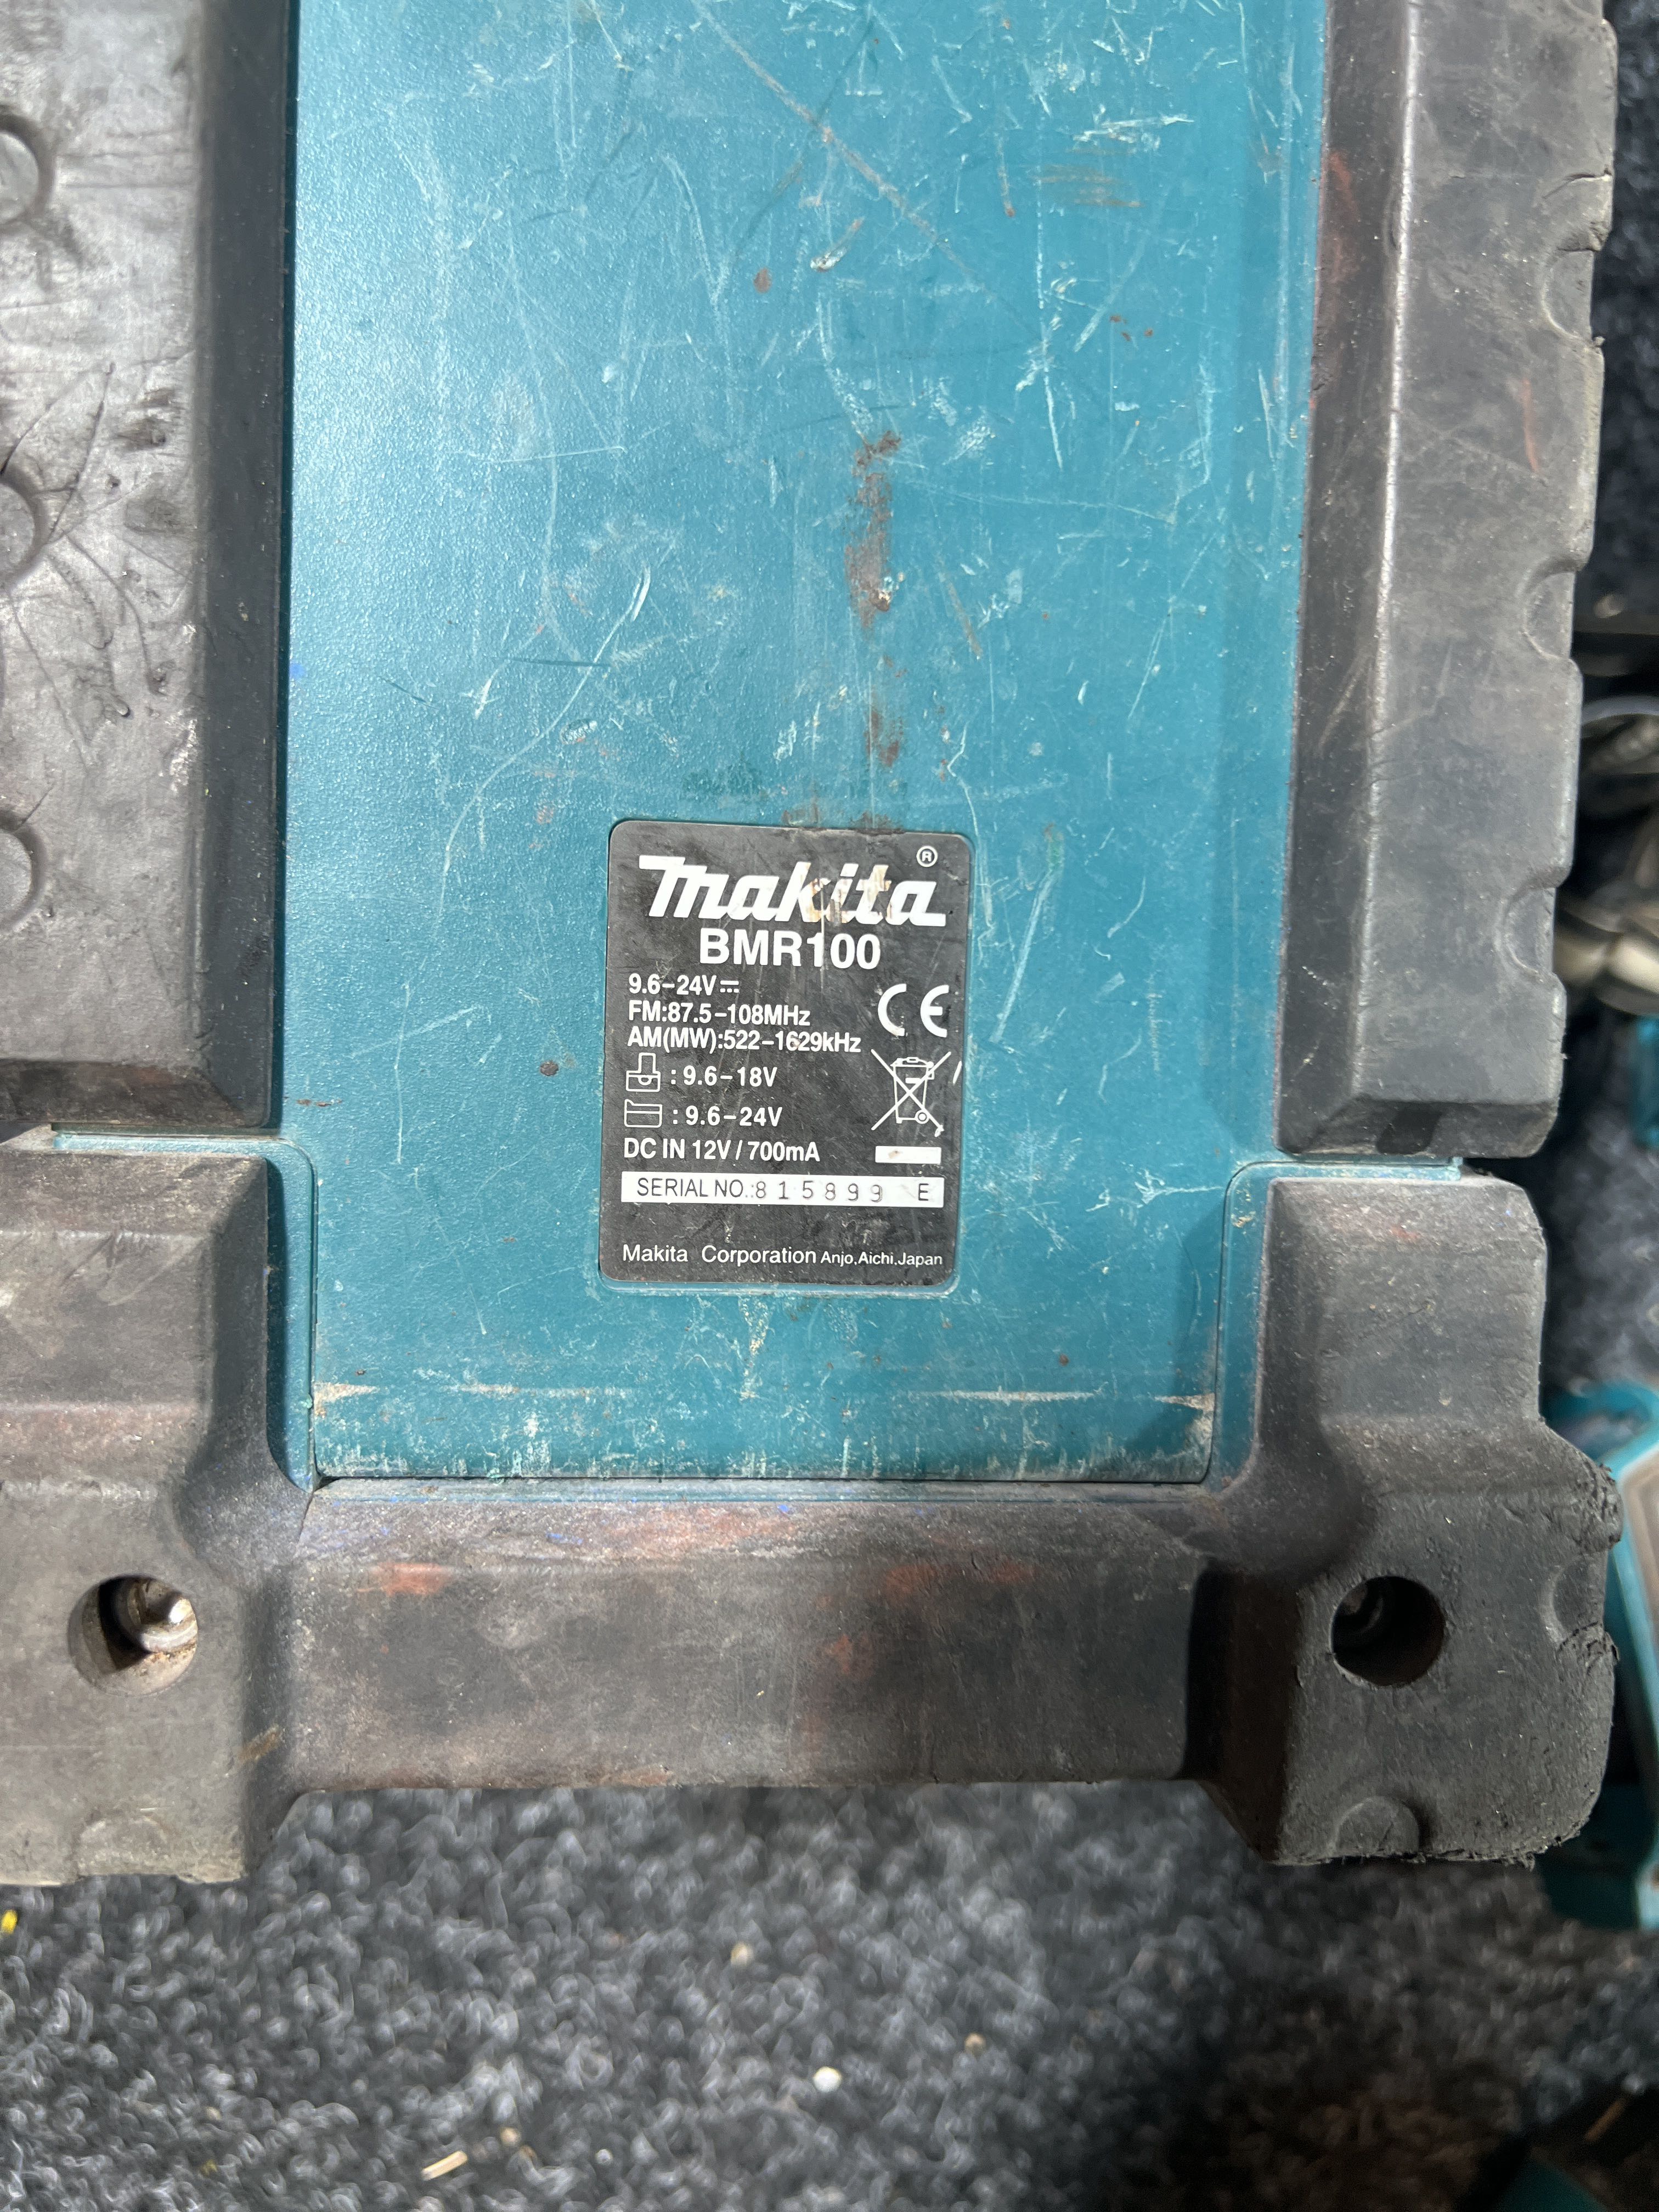 makita®
BMR100
9.6-24V
FM:87.5-108MHz
AM(MW):522-1629kHz
CE
:9.6-18V
:9.6-24V
DC IN 12V / 700mA
SERIAL NO.:815899 E
Makita Corporation Anjo,Aichi,Japan